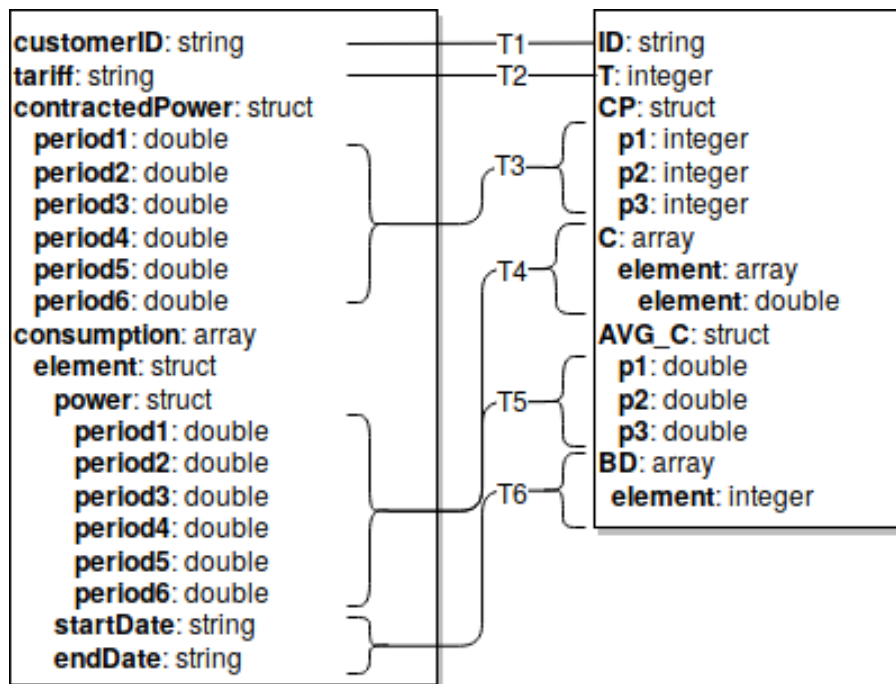 customerID: string
tariff: string
contractedPower: struct
period1: double
period2: double
period3: double
period4: double
period5: double
period6: double
consumption: array
element: struct
power: struct
period1: double
period2: double
period3: double
period4: double
period5: double
period6: double
startDate: string
endDate: string
T1
T2
T3
T4
T5
T6
ID: string
T: integer
CP: struct
p1: integer
p2: integer
p3: integer
C: array
element: array
element: double
AVG_C: struct
p1: double
p2: double
p3: double
BD: array
element: integer